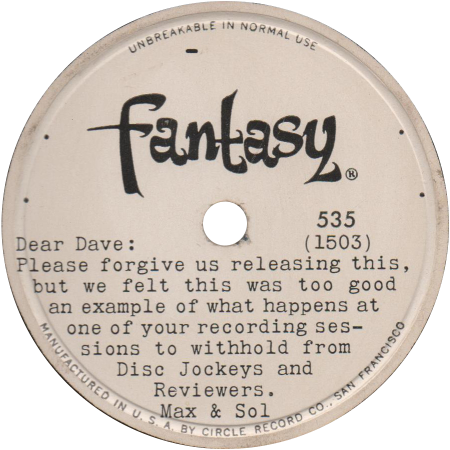 UNBREAKABLE IN NORMAL USE
fantasy®
535
Dear Dave: (1503)
Please forgive us releasing this,
but we felt this was too good
an example of what happens at
one of your recording ses-
sions to withhold from
Disc Jockeys and
Reviewers.
Max & Sol
MANUFACTURED IN U. S. A. BY CIRCLE RECORD CO., SAN FRANCISCO